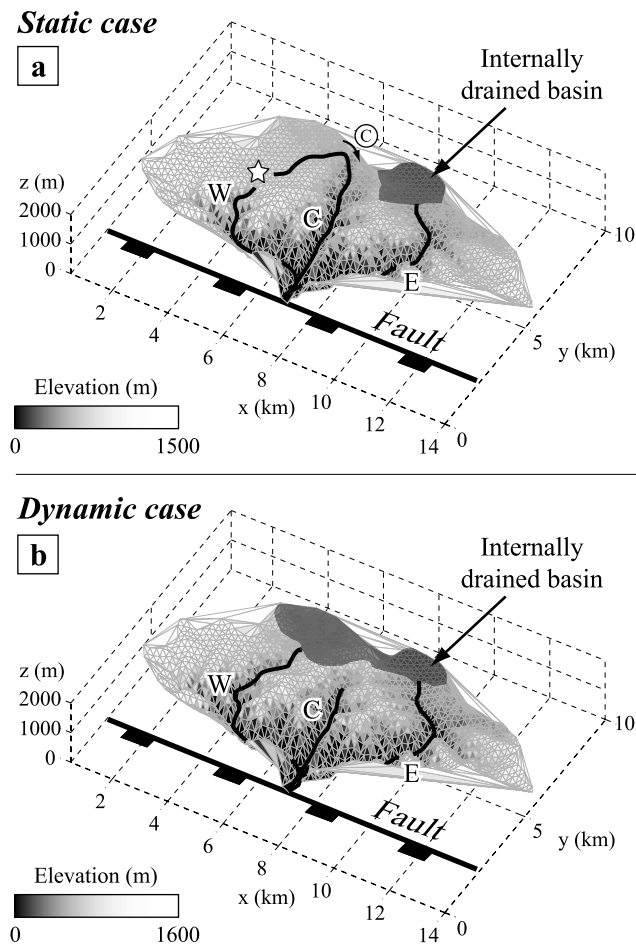 Static case
a
Internally
drained basin
C
W
C
E
z (m)
2000
1000
0
Fault
2
4
6
8
10
12
14
x (km)
0
5
10
y (km)
Elevation (m)
0
1500
Dynamic case
b
Internally
drained basin
W
C
E
z (m)
2000
1000
0
Fault
2
4
6
8
10
12
14
x (km)
0
5
10
y (km)
Elevation (m)
0
1600